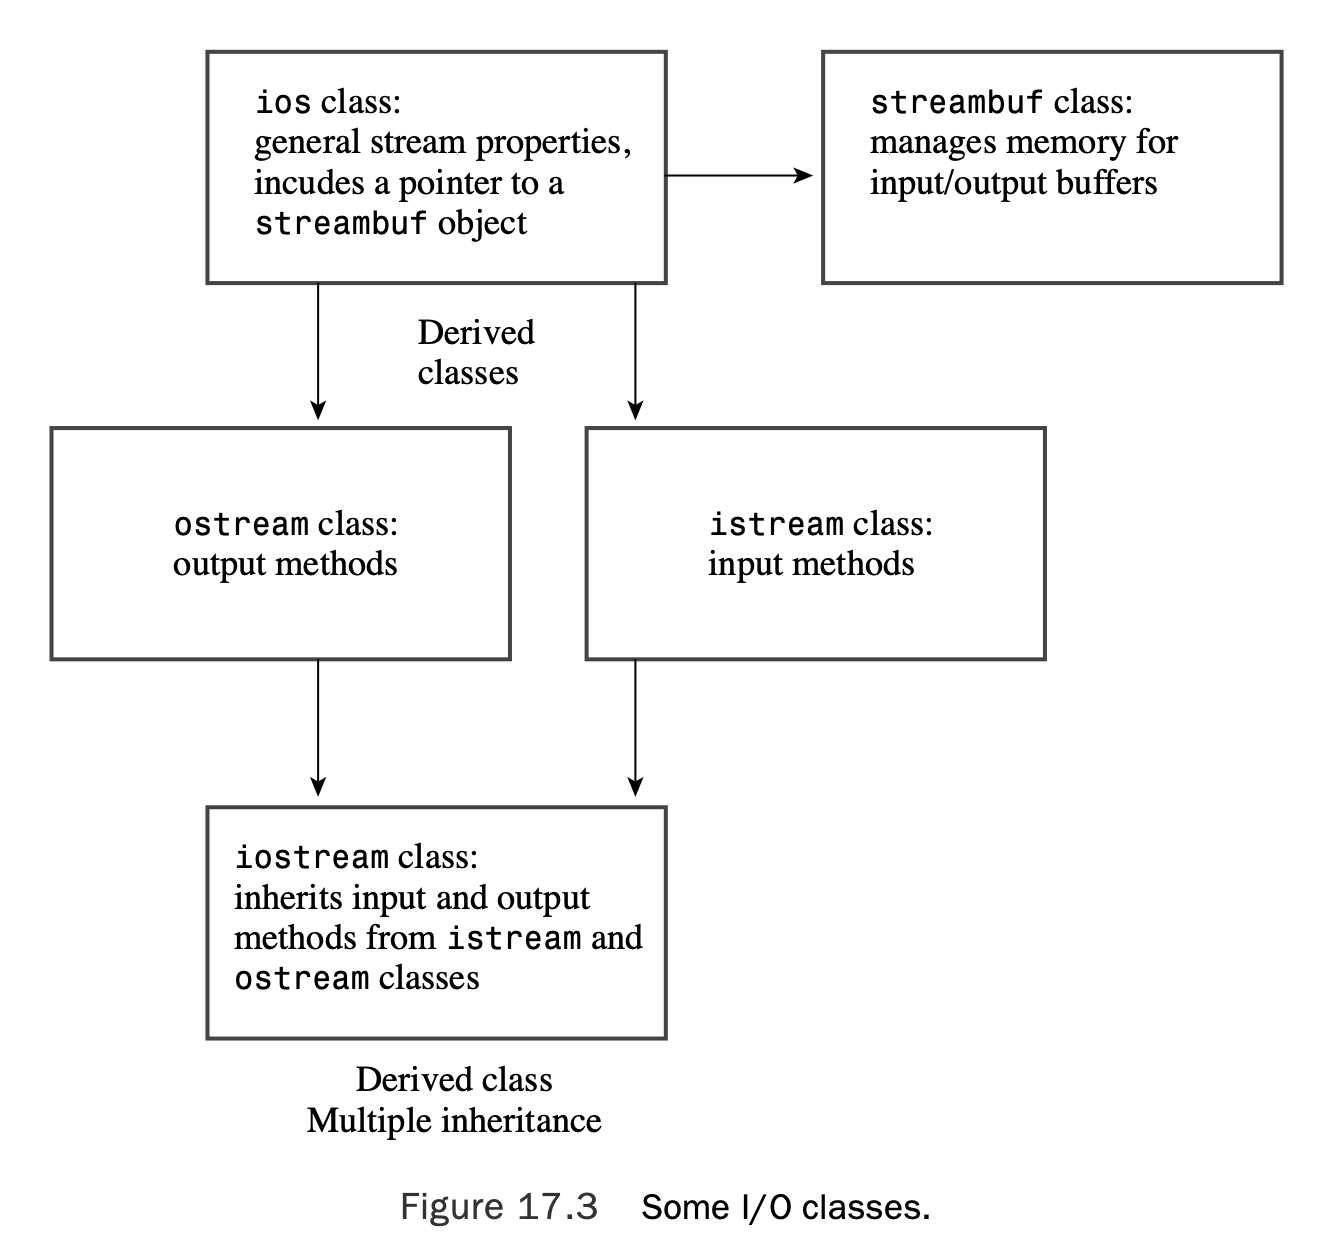 ios class:
general stream properties,
incudes a pointer to a
streambuf object
streambuf class:
manages memory for
input/output buffers
Derived
classes
ostream class:
output methods
istream class:
input methods
iostream class:
inherits input and output
methods from istream and
ostream classes
Derived class
Multiple inheritance
Figure 17.3 Some I/O classes.